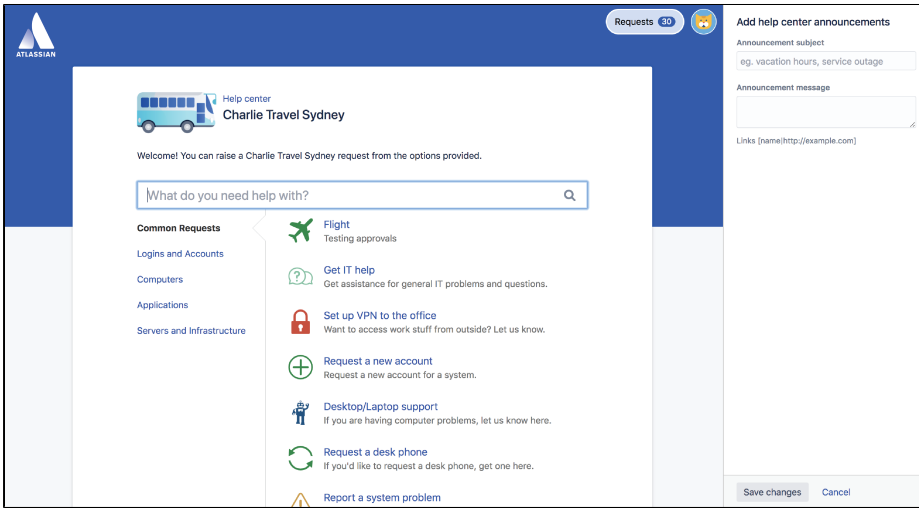 ATLASSIAN
Requests 30
Help center
Charlie Travel Sydney
Welcome! You can raise a Charlie Travel Sydney request from the options provided.
What do you need help with?
Common Requests
Logins and Accounts
Computers
Applications
Servers and Infrastructure
Flight
Testing approvals
Get IT help
Get assistance for general IT problems and questions.
Set up VPN to the office
Want to access work stuff from outside? Let us know.
Request a new account
Request a new account for a system.
Desktop/Laptop support
If you are having computer problems, let us know here.
Request a desk phone
If you'd like to request a desk phone, get one here.
Report a system problem
Add help center announcements
Announcement subject
eg. vacation hours, service outage
Announcement message
Links [name|http://example.com]
Save changes
Cancel